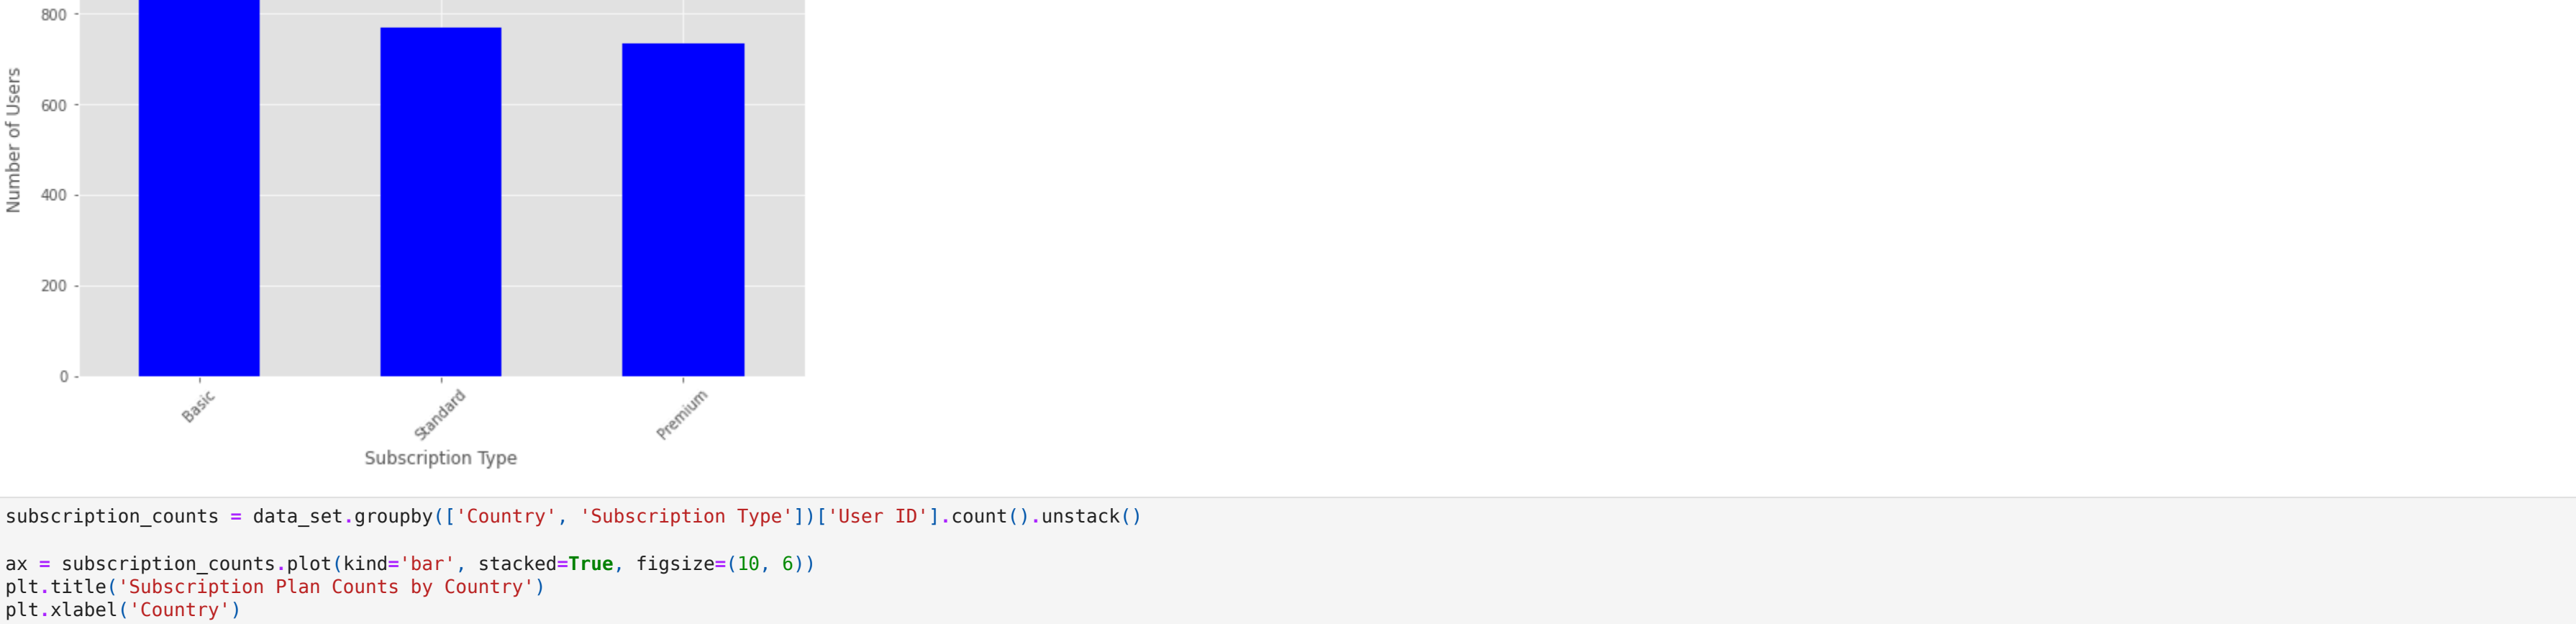 800
600
400
200
0
Number of Users
Basic
Standard
Premium
Subscription Type
subscription_counts = data_set.groupby(['Country', 'Subscription Type'])['User ID'].count().unstack()
ax = subscription_counts.plot(kind='bar', stacked=True, figsize=(10, 6))
plt.title('Subscription Plan Counts by Country')
plt.xlabel('Country')